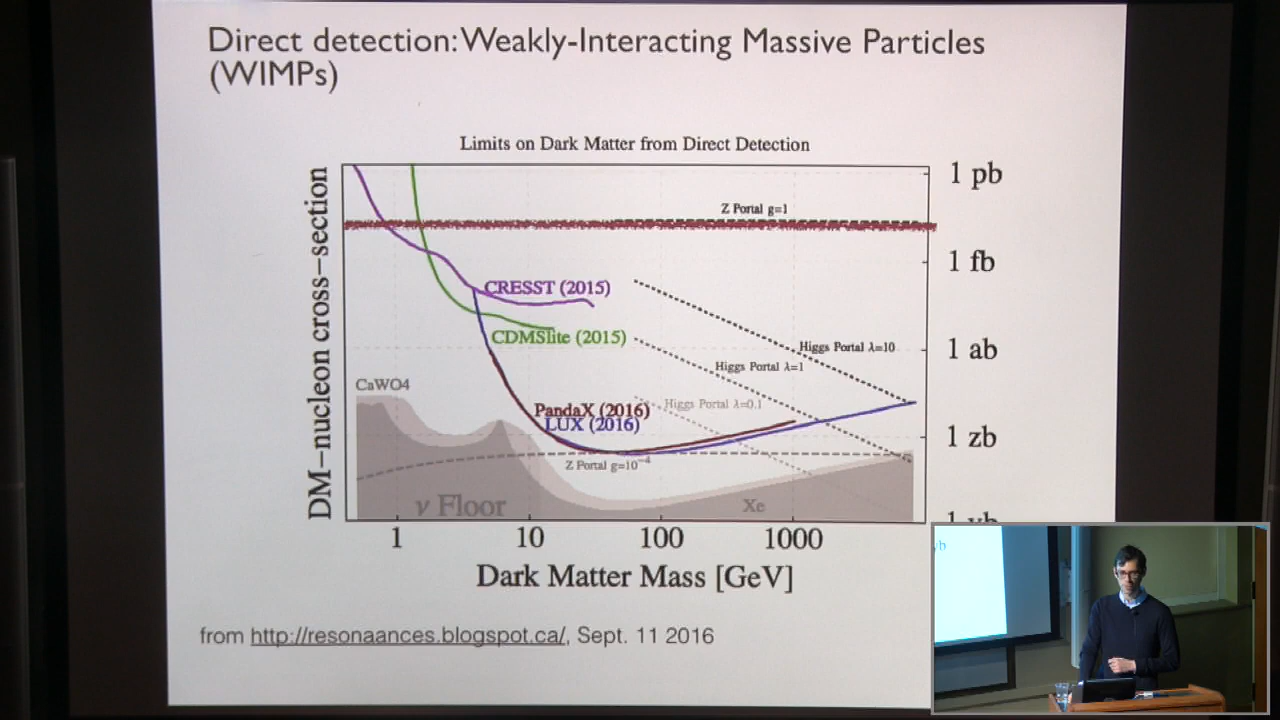 Direct detection: Weakly-Interacting Massive Particles
(WIMPs)
Limits on Dark Matter from Direct Detection
DM-nucleon cross-section
1 pb
Z Portal g=1
1 fb
CRESST (2015)
CDMSlite (2015)
Higgs Portal λ=10
1 ab
Higgs Portal λ=1
CaWO4
Higgs Portal λ=0.1
PandaX (2016)
LUX (2016)
1 zb
Z Portal g=10⁻⁴
ν Floor
Xe
1 yb
1 10 100 1000
Dark Matter Mass [GeV]
from http://resonaances.blogspot.ca/, Sept. 11 2016
yb